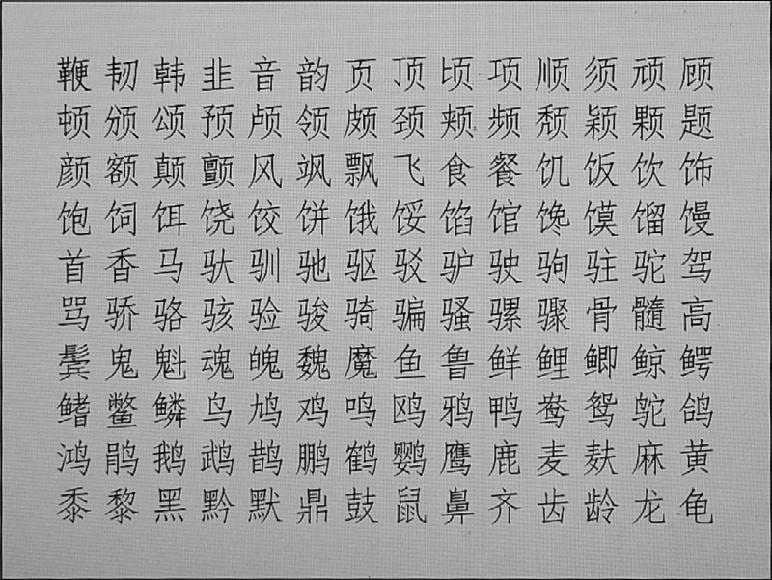 鞭韧韩韭音韵页顶顷项顺须顽顾
顿颁颂预颅领颇颈颊频颓颖颗题
颜额颠颤风飒飘飞食餐饥饭饮饰
饱饲饵饶饺饼饿馁馅馆馋馍馏馒
首香马驮驯驰驱驳驴驶驹驻驼驾
骂骄骆骇验骏骑骗骚骡骤骨髓高
鬓鬼魁魂魄魏魔鱼鲁鲜鲤鲫鲸鳄
鳍鳖鳞鸟鸠鸡鸣鸥鸦鸭鸯鸳鸵鸽
鸿鹃鹅鹉鹊鹏鹤鹦鹰鹿麦麸麻黄
黍黎黑黔默鼎鼓鼠鼻齐齿龄龙龟